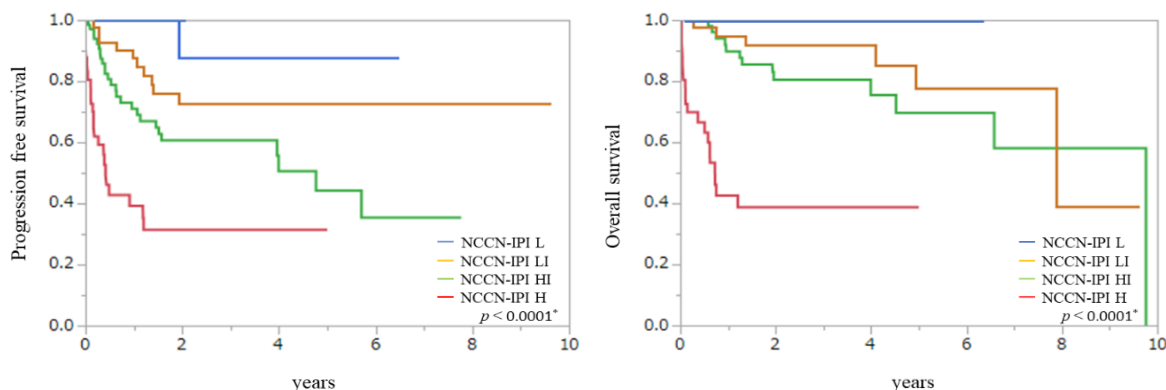 Progression free survival
1.0
0.8
0.6
0.4
0.2
0.0
NCCN-IPI L
NCCN-IPI LI
NCCN-IPI HI
NCCN-IPI H
p < 0.0001*
0 2 4 6 8 10
years
Overall survival
1.0
0.8
0.6
0.4
0.2
0.0
NCCN-IPI L
NCCN-IPI LI
NCCN-IPI HI
NCCN-IPI H
p < 0.0001*
0 2 4 6 8 10
years